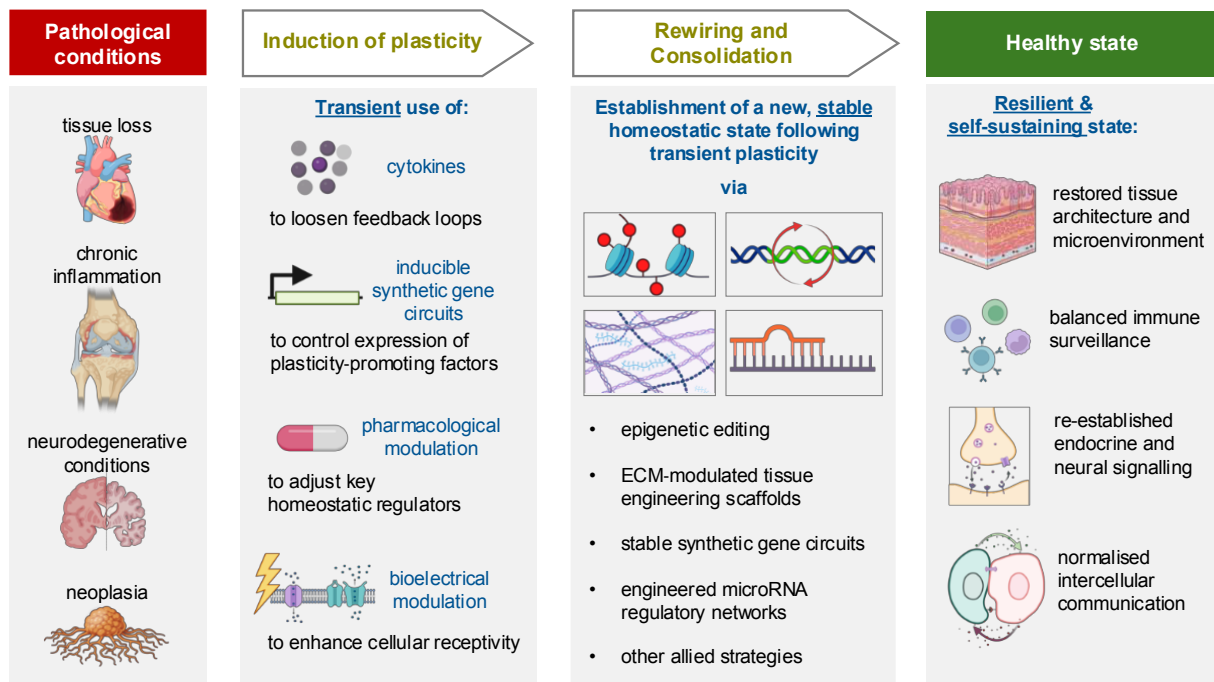 Pathological
conditions
tissue loss
chronic
inflammation
neurodegenerative
conditions
neoplasia
Induction of plasticity
Transient use of:
cytokines
to loosen feedback loops
inducible
synthetic gene
circuits
to control expression of
plasticity-promoting factors
pharmacological
modulation
to adjust key
homeostatic regulators
bioelectrical
modulation
to enhance cellular receptivity
Rewiring and
Consolidation
Establishment of a new, stable
homeostatic state following
transient plasticity
via
• epigenetic editing
• ECM-modulated tissue
engineering scaffolds
• stable synthetic gene circuits
• engineered microRNA
regulatory networks
• other allied strategies
Healthy state
Resilient &
self-sustaining state:
restored tissue
architecture and
microenvironment
balanced immune
surveillance
re-established
endocrine and
neural signalling
normalised
intercellular
communication